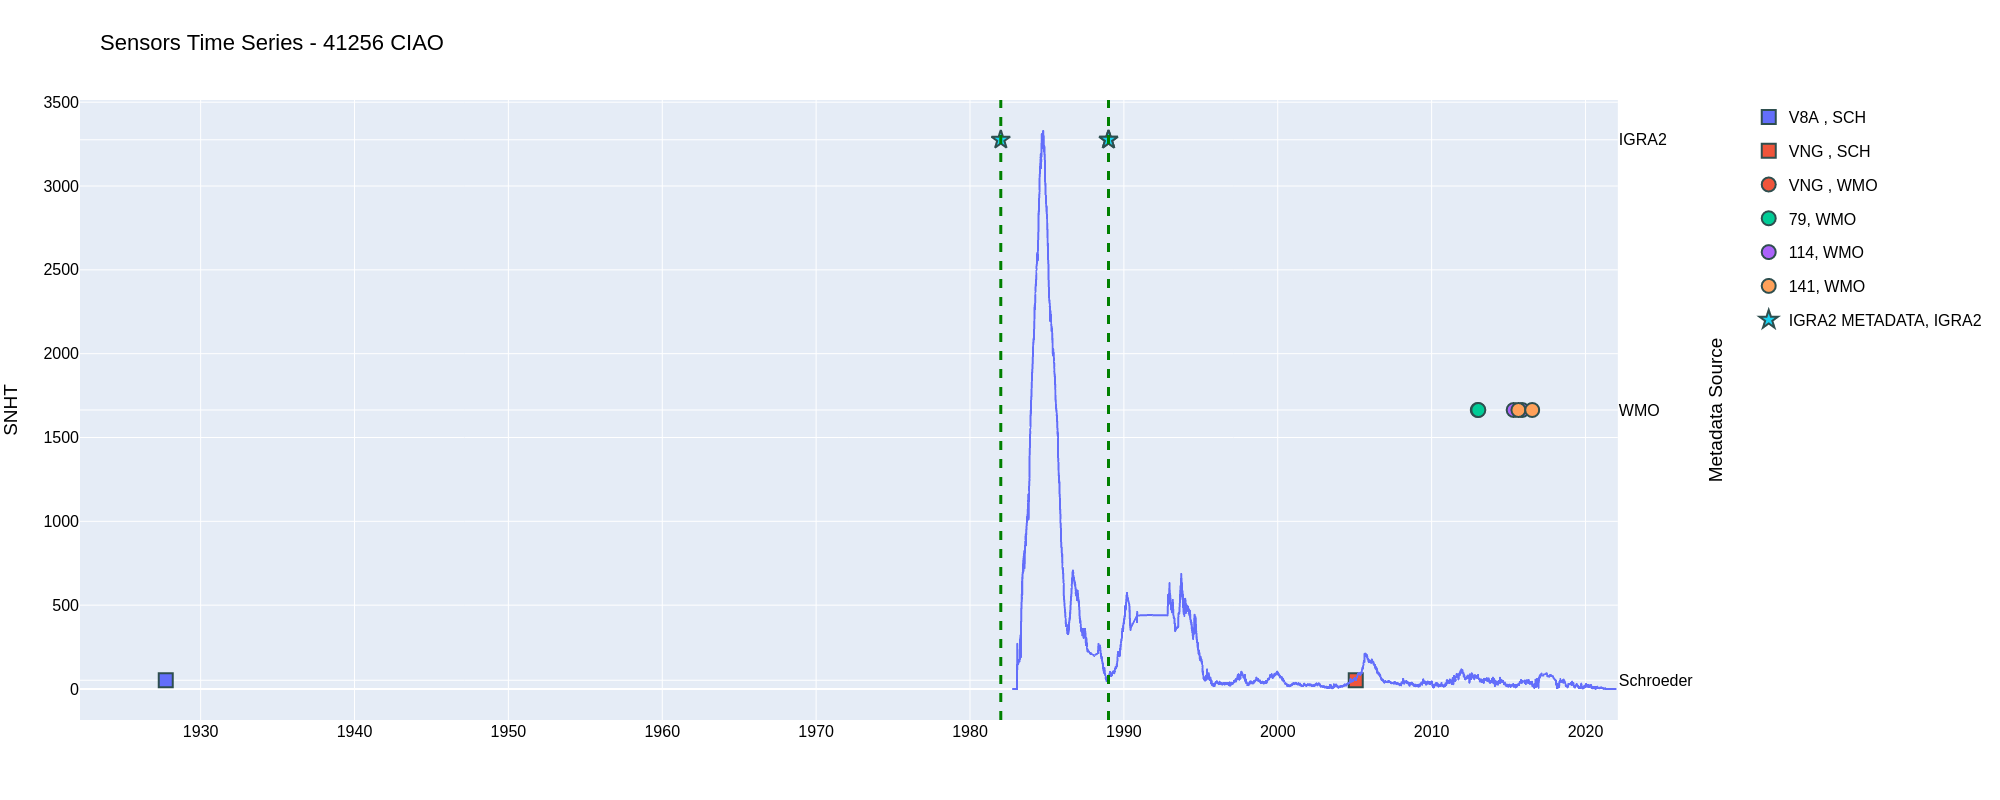 Sensors Time Series - 41256 CIAO
3500
3000
2500
2000
1500
1000
500
0
SNHT
1930
1940
1950
1960
1970
1980
1990
2000
2010
2020
IGRA2
WMO
Schroeder
Metadata Source
V8A , SCH
VNG , SCH
VNG , WMO
79, WMO
114, WMO
141, WMO
IGRA2 METADATA, IGRA2